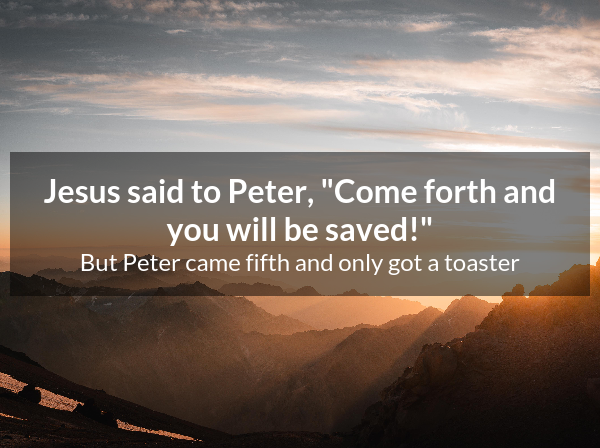 Jesus said to Peter, "Come forth and
you will be saved!"
But Peter came fifth and only got a toaster